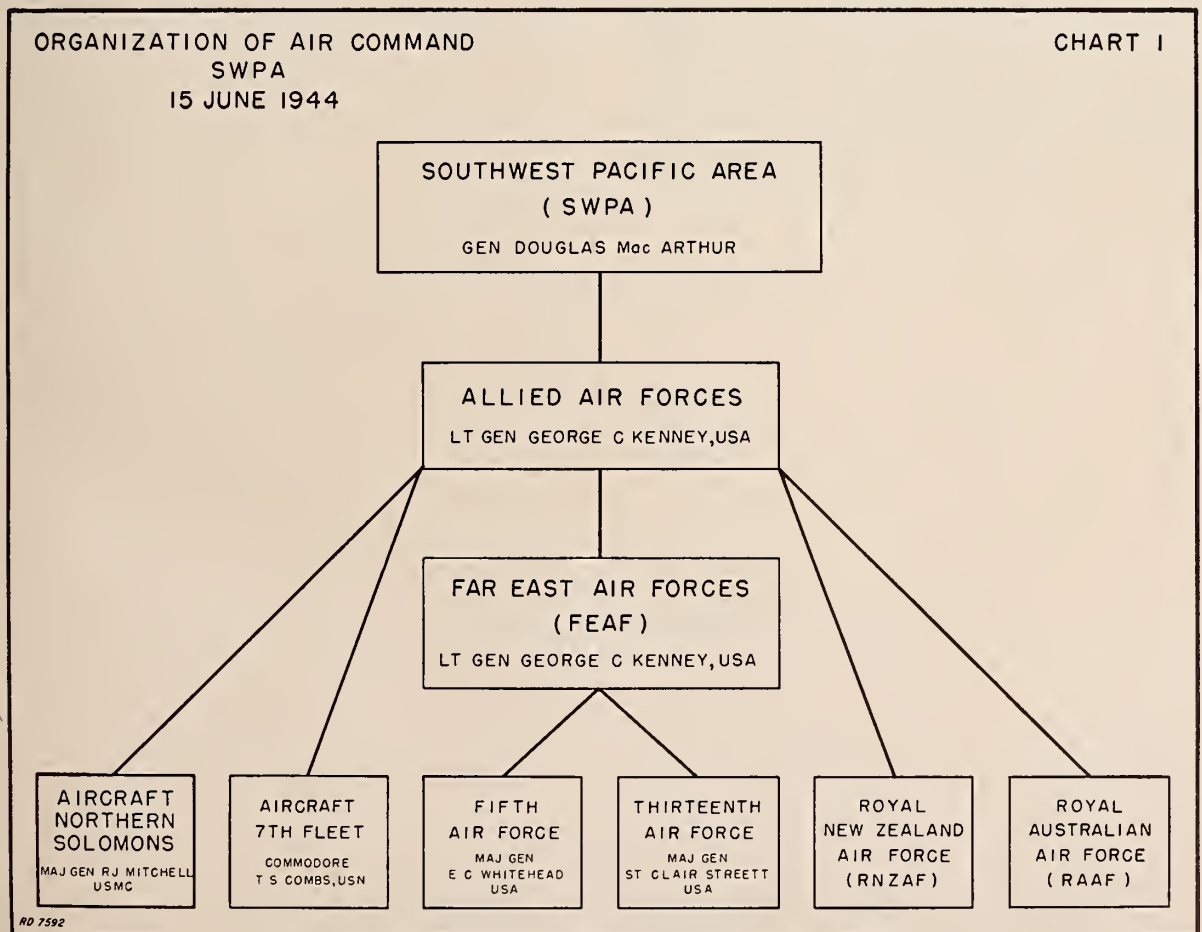 ORGANIZATION OF AIR COMMAND
SWPA
15 JUNE 1944
CHART 1
SOUTHWEST PACIFIC AREA
( SWPA )
GEN DOUGLAS Mac ARTHUR
ALLIED AIR FORCES
LT GEN GEORGE C KENNEY, USA
FAR EAST AIR FORCES
(FEAF)
LT GEN GEORGE C KENNEY, USA
AIRCRAFT
NORTHERN
SOLOMONS
MAJ GEN RJ MITCHELL
USMC
AIRCRAFT
7TH FLEET
COMMODORE
T S COMBS, USN
FIFTH
AIR FORCE
MAJ GEN
E C WHITEHEAD
USA
THIRTEENTH
AIR FORCE
MAJ GEN
ST CLAIR STREETT
USA
ROYAL
NEW ZEALAND
AIR FORCE
(RNZAF)
ROYAL
AUSTRALIAN
AIR FORCE
( RAAF )
RD 7592